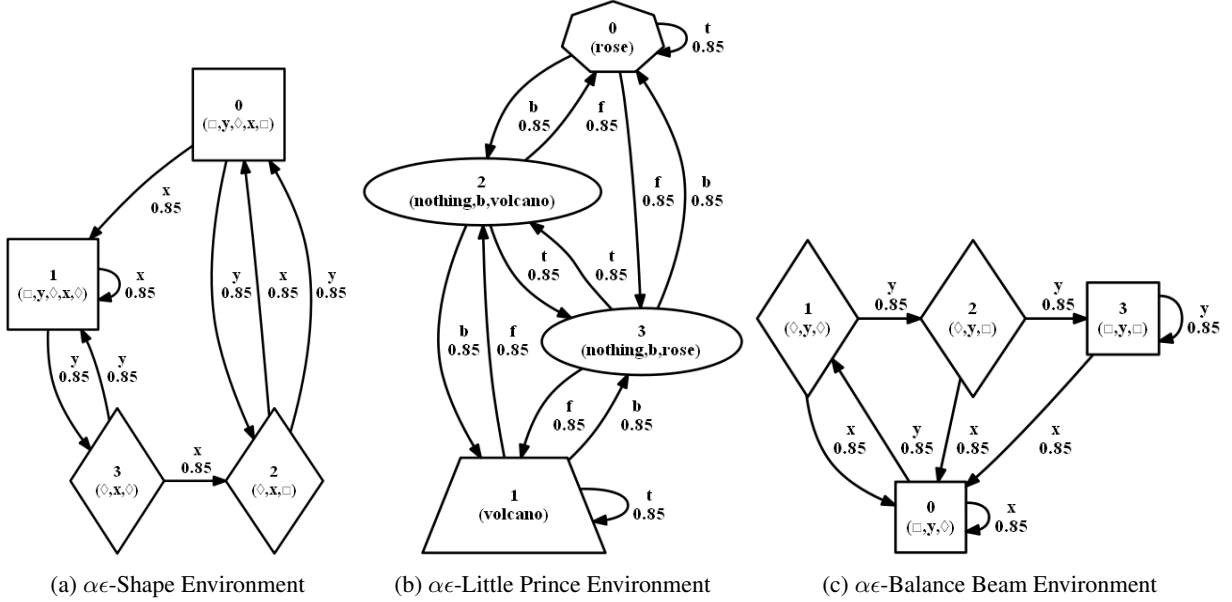 0
(□,y,◊,x,□)
x
0.85
y
0.85
x
0.85
y
0.85
1
(□,y,◊,x,◊)
x
0.85
y
0.85
y
0.85
3
(◊,x,◊)
x
0.85
2
(◊,x,□)
(a) αϵ-Shape Environment
0
(rose)
t
0.85
b
0.85
f
0.85
f
0.85
b
0.85
2
(nothing,b,volcano)
t
0.85
t
0.85
b
0.85
f
0.85
3
(nothing,b,rose)
f
0.85
b
0.85
1
(volcano)
t
0.85
(b) αϵ-Little Prince Environment
1
(◊,y,◊)
y
0.85
2
(◊,y,□)
y
0.85
3
(□,y,□)
y
0.85
x
0.85
y
0.85
x
0.85
x
0.85
0
(□,y,◊)
x
0.85
(c) αϵ-Balance Beam Environment